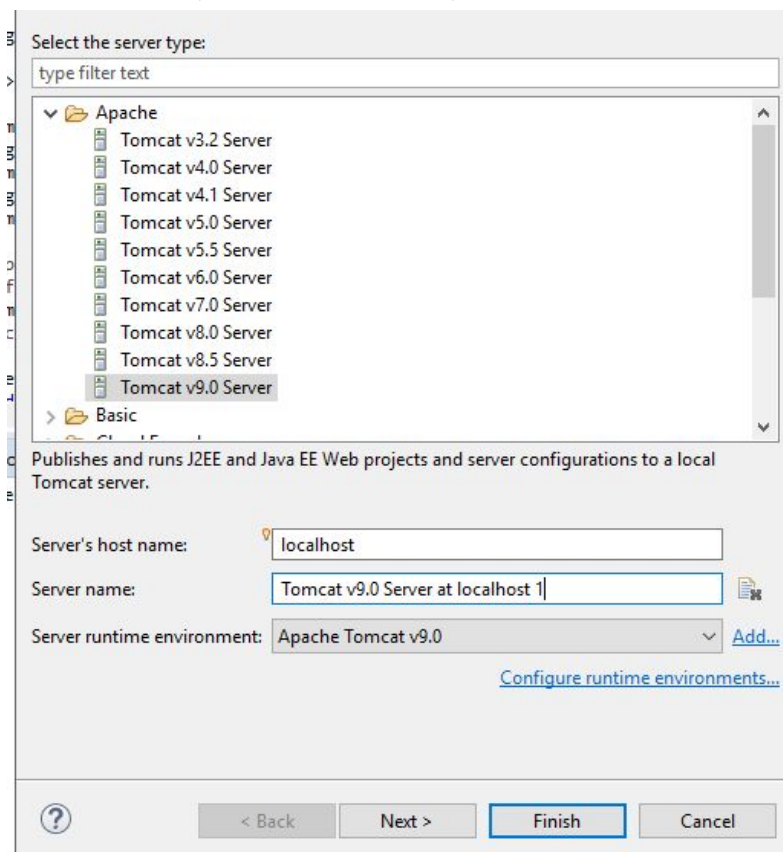 Select the server type:
type filter text
Apache
Tomcat v3.2 Server
Tomcat v4.0 Server
Tomcat v4.1 Server
Tomcat v5.0 Server
Tomcat v5.5 Server
Tomcat v6.0 Server
Tomcat v7.0 Server
Tomcat v8.0 Server
Tomcat v8.5 Server
Tomcat v9.0 Server
Basic
Publishes and runs J2EE and Java EE Web projects and server configurations to a local
Tomcat server.
Server's host name: localhost
Server name: Tomcat v9.0 Server at localhost 1
Server runtime environment: Apache Tomcat v9.0 Add...
Configure runtime environments...
? < Back Next > Finish Cancel